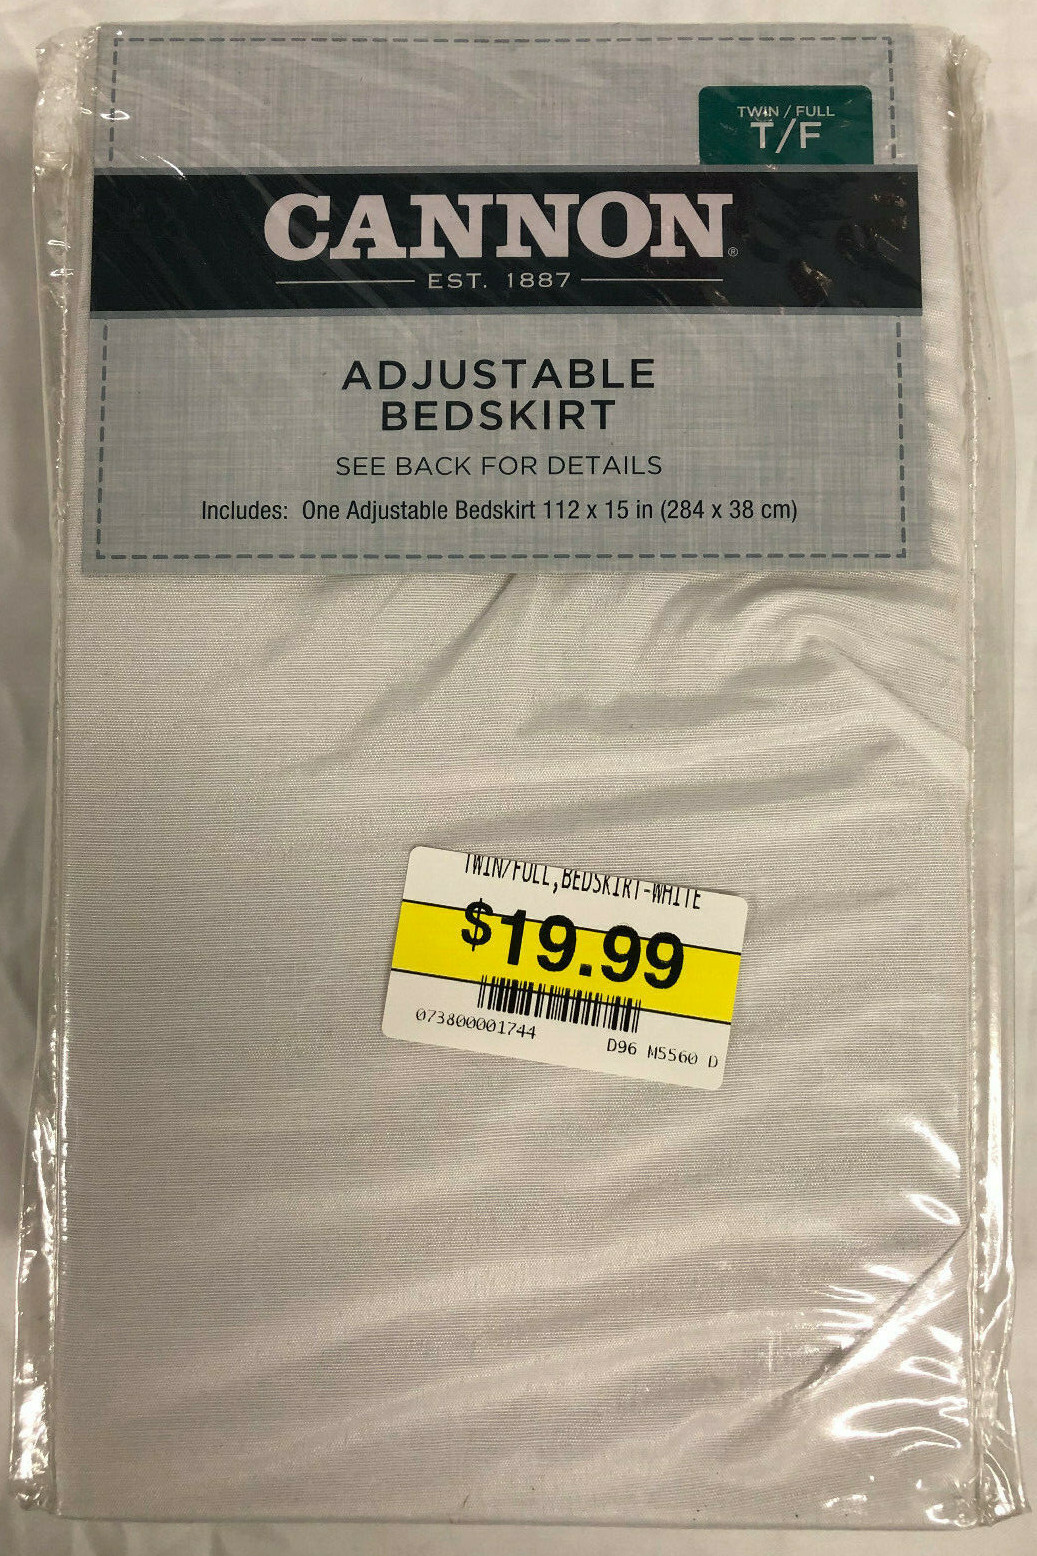 TWIN / FULL
T/F
CANNON®
EST. 1887
ADJUSTABLE
BEDSKIRT
SEE BACK FOR DETAILS
Includes: One Adjustable Bedskirt 112 x 15 in (284 x 38 cm)
TWIN/FULL,BEDSKIRT-WHITE
$19.99
073800001744
D96 M5560 D